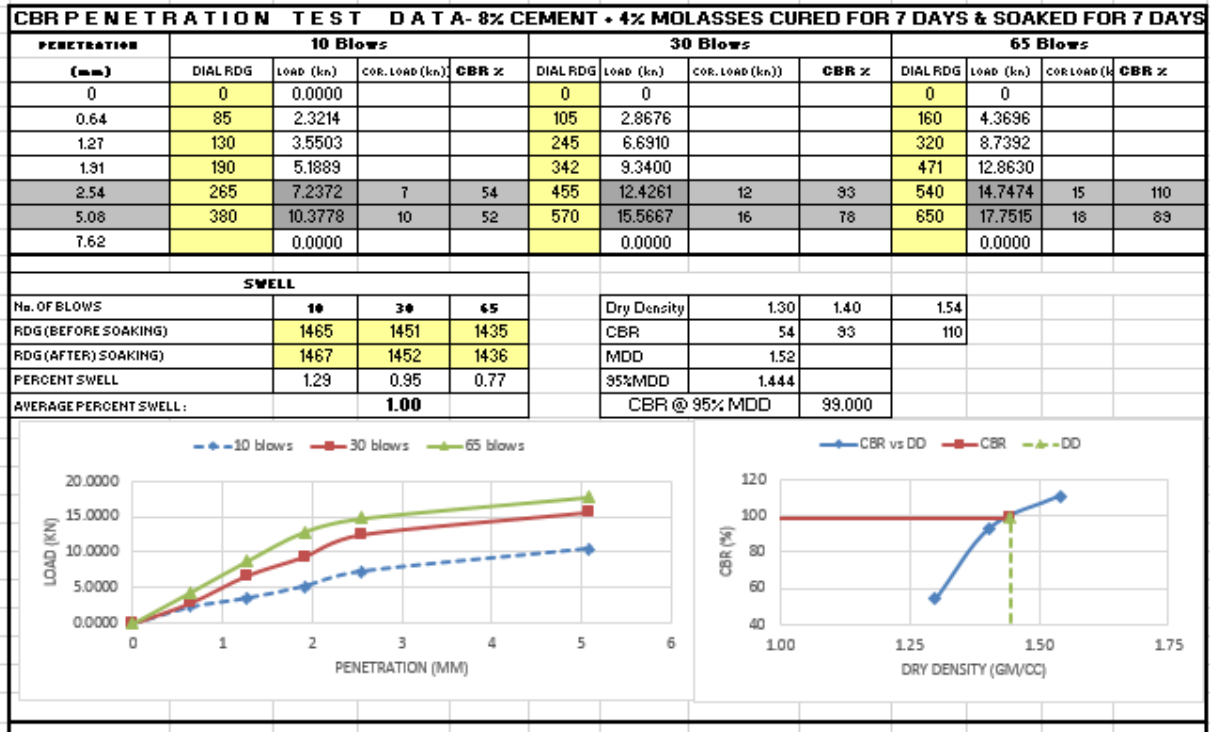 CBR PENETRATION TEST DATA- 8% CEMENT + 4% MOLASSES CURED FOR 7 DAYS & SOAKED FOR 7 DAYS
PENETRATION 10 Blows 30 Blows 65 Blows
(mm) DIAL RDG LOAD (kn) COR. LOAD (kn)) CBR % DIAL RDG LOAD (kn) COR. LOAD (kn)) CBR % DIAL RDG LOAD (kn) COR LOAD (k CBR %
0 0 0.0000 0 0 0 0
0.64 85 2.3214 105 2.8676 160 4.3696
1.27 130 3.5503 245 6.6910 320 8.7392
1.91 190 5.1889 342 9.3400 471 12.8630
2.54 265 7.2372 7 54 455 12.4261 12 93 540 14.7474 15 110
5.08 380 10.3778 10 52 570 15.5667 16 78 650 17.7515 18 89
7.62 0.0000 0.0000 0.0000
SWELL
No. OF BLOWS 10 30 65 Dry Density 1.30 1.40 1.54
RDG (BEFORE SOAKING) 1465 1451 1435 CBR 54 93 110
RDG (AFTER) SOAKING) 1467 1452 1436 MDD 1.52
PERCENT SWELL 1.29 0.95 0.77 95%MDD 1.444
AVERAGE PERCENT SWELL: 1.00 CBR @ 95% MDD 99.000
10 blows 30 blows 65 blows
20.0000
15.0000
10.0000
5.0000
0.0000
LOAD (KN)
0 1 2 3 4 5 6
PENETRATION (MM)
CBR vs DD CBR DD
120
100
80
60
40
CBR (%)
1.00 1.25 1.50 1.75
DRY DENSITY (GM/CC)